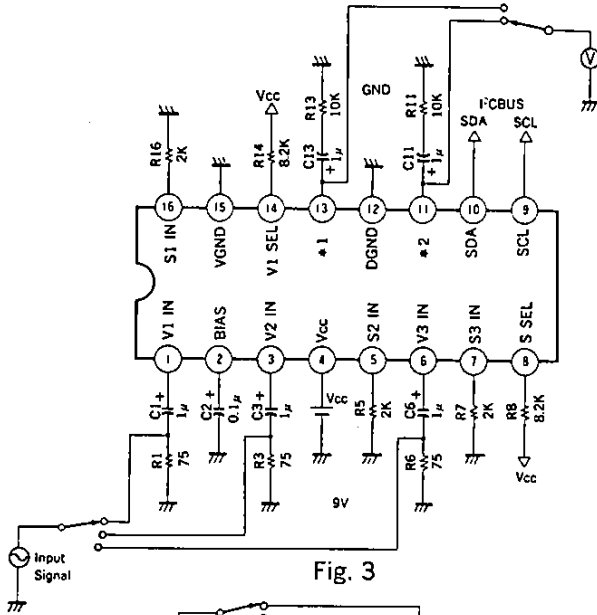 V
GND
I²CBUS
SDA
SCL
Vcc
R16
2K
R14
8.2K
R13
10K
C13
+ 1μ
R11
10K
C11
+ 1μ
16
15
14
13
12
11
10
9
S1 IN
VGND
V1 SEL
*1
DGND
*2
SDA
SCL
V1 IN
BIAS
V2 IN
Vcc
S2 IN
V3 IN
S3 IN
S SEL
1
2
3
4
5
6
7
8
C1 +
1μ
C2
0.1μ
C3 +
1μ
Vcc
R5
2K
C6 +
1μ
R7
2K
R8
8.2K
R1
75
R3
75
R6
75
Vcc
9V
Input
Signal
Fig. 3